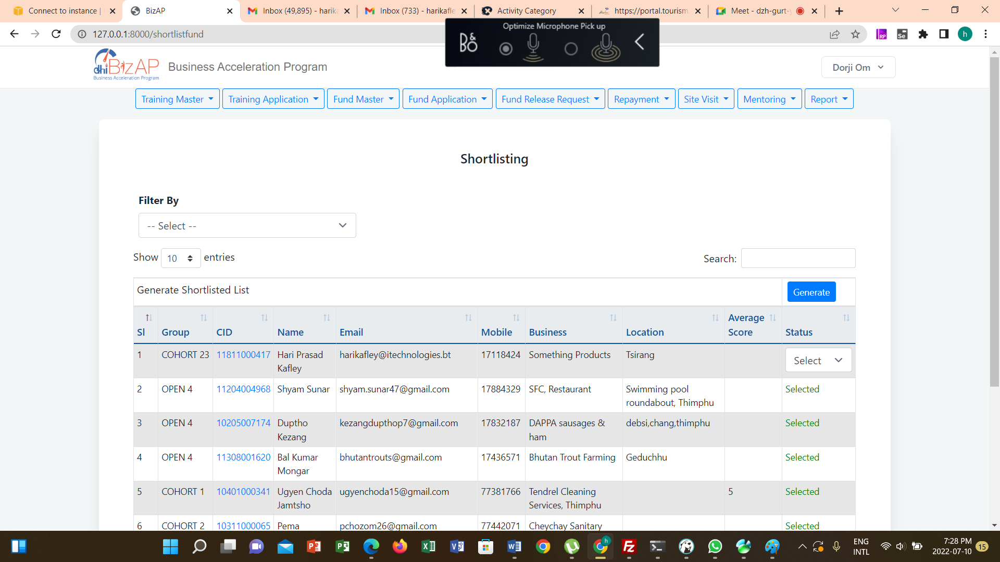 Connect to instance |
BizAP
Inbox (49,895) - harika
Inbox (733) - harikafle
Activity Category
https://portal.tourism.
Meet - dzh-gurt-
127.0.0.1:8000/shortlistfund
Optimize Microphone Pick up
B&O
RP
Se
h
dhi BizAP
Business Acceleration Program
Business Acceleration Program
Dorji Om
Training Master
Training Application
Fund Master
Fund Application
Fund Release Request
Repayment
Site Visit
Mentoring
Report
Shortlisting
Filter By
-- Select --
Show 10 entries
Search:
Generate Shortlisted List
Generate
Sl Group CID Name Email Mobile Business Location Average Score Status
1 COHORT 23 11811000417 Hari Prasad harikafley@itechnologies.bt 17118424 Something Products Tsirang Select
Kafley
2 OPEN 4 11204004968 Shyam Sunar shyam.sunar47@gmail.com 17884329 SFC, Restaurant Swimming pool Selected
roundabout, Thimphu
3 OPEN 4 10205007174 Duptho kezangdupthop7@gmail.com 17832187 DAPPA sausages & debsi,chang,thimphu Selected
Kezang ham
4 OPEN 4 11308001620 Bal Kumar bhutantrouts@gmail.com 17436571 Bhutan Trout Farming Geduchhu Selected
Mongar
5 COHORT 1 10401000341 Ugyen Choda ugyenchoda15@gmail.com 77381766 Tendrel Cleaning 5 Selected
Jamtsho Services, Thimphu
6 COHORT 2 10311000065 Pema pchozom26@gmail.com 77442071 Cheychay Sanitary Selected
ENG
INTL
7:28 PM
2022-07-10
15